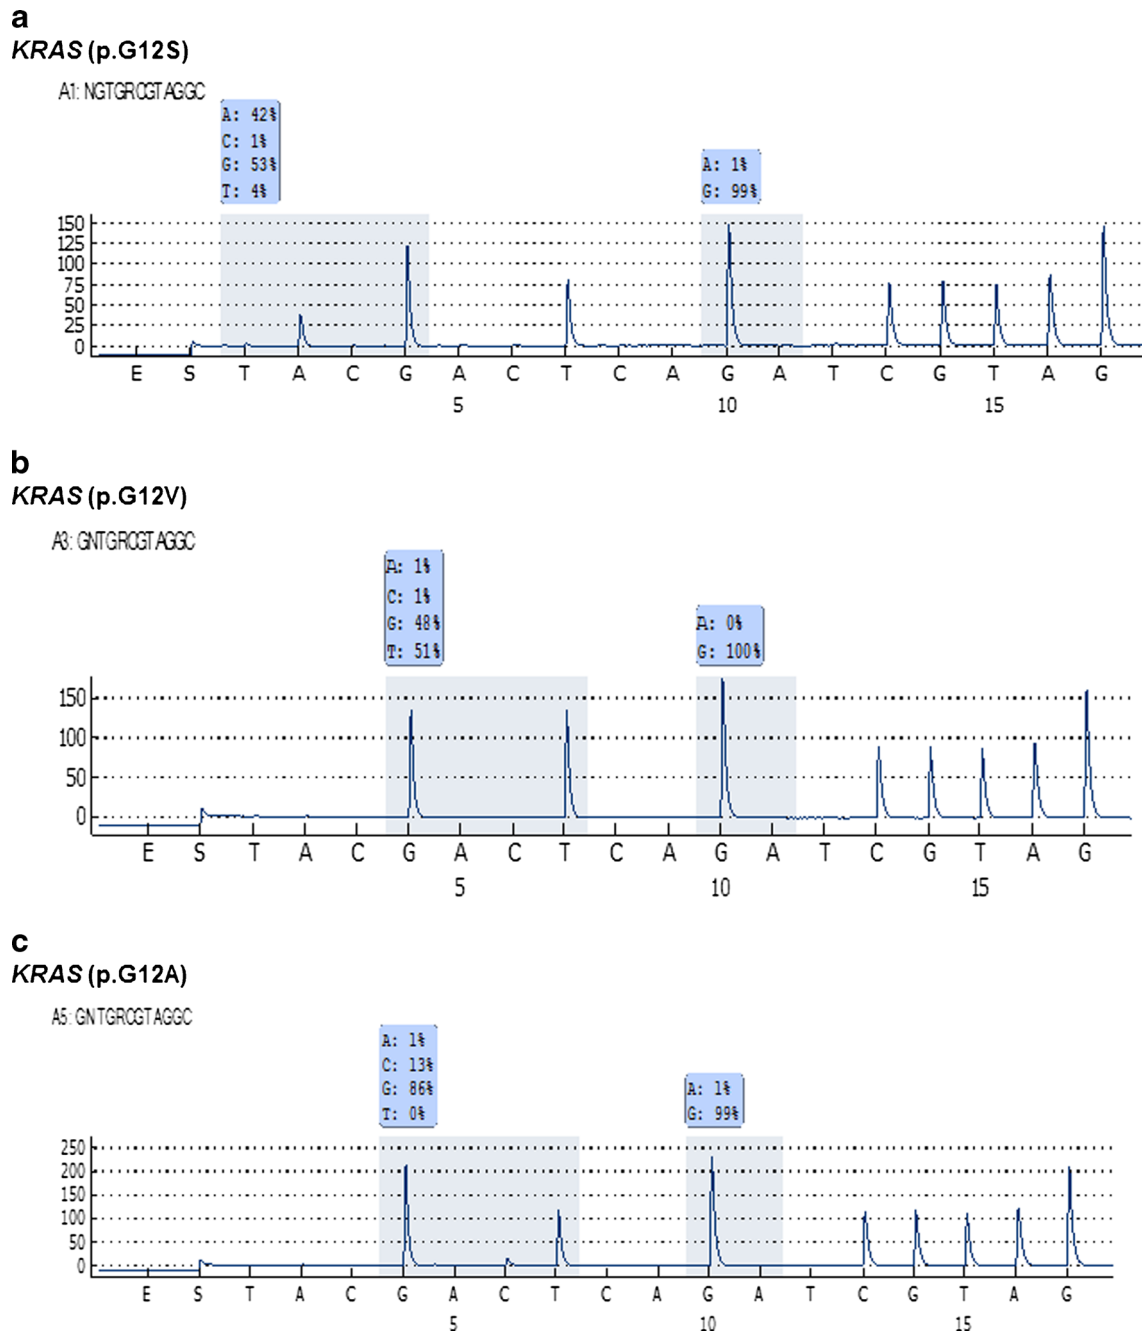 a
KRAS (p.G12S)
A1: NGTGRCGTAGGC
A: 42%
C: 1%
G: 53%
T: 4%
A: 1%
G: 99%
150
125
100
75
50
25
0
E S T A C G A C T C A G A T C G T A G
5 10 15
b
KRAS (p.G12V)
A3: GNTGRCGTAGGC
A: 1%
C: 1%
G: 48%
T: 51%
A: 0%
G: 100%
150
100
50
0
E S T A C G A C T C A G A T C G T A G
5 10 15
c
KRAS (p.G12A)
A5: GNTGRCGTAGGC
A: 1%
C: 13%
G: 86%
T: 0%
A: 1%
G: 99%
250
200
150
100
50
0
E S T A C G A C T C A G A T C G T A G
5 10 15